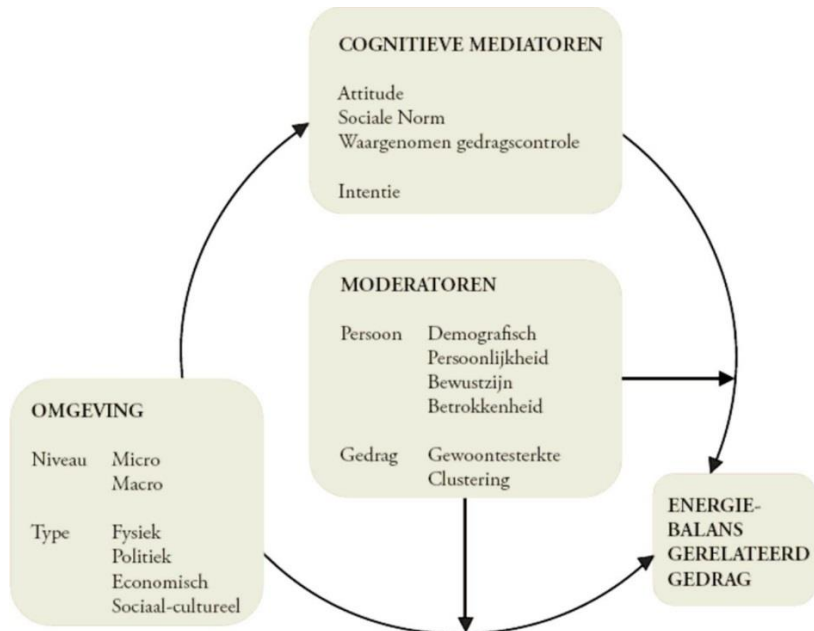 COGNITIEVE MEDIATOREN
Attitude
Sociale Norm
Waargenomen gedragscontrole
Intentie
MODERATOREN
Persoon Demografisch
Persoonlijkheid
Bewustzijn
Betrokkenheid
Gedrag Gewoontesterkte
Clustering
OMGEVING
Niveau Micro
Macro
Type Fysiek
Politiek
Economisch
Sociaal-cultureel
ENERGIE-
BALANS
GERELATEERD
GEDRAG